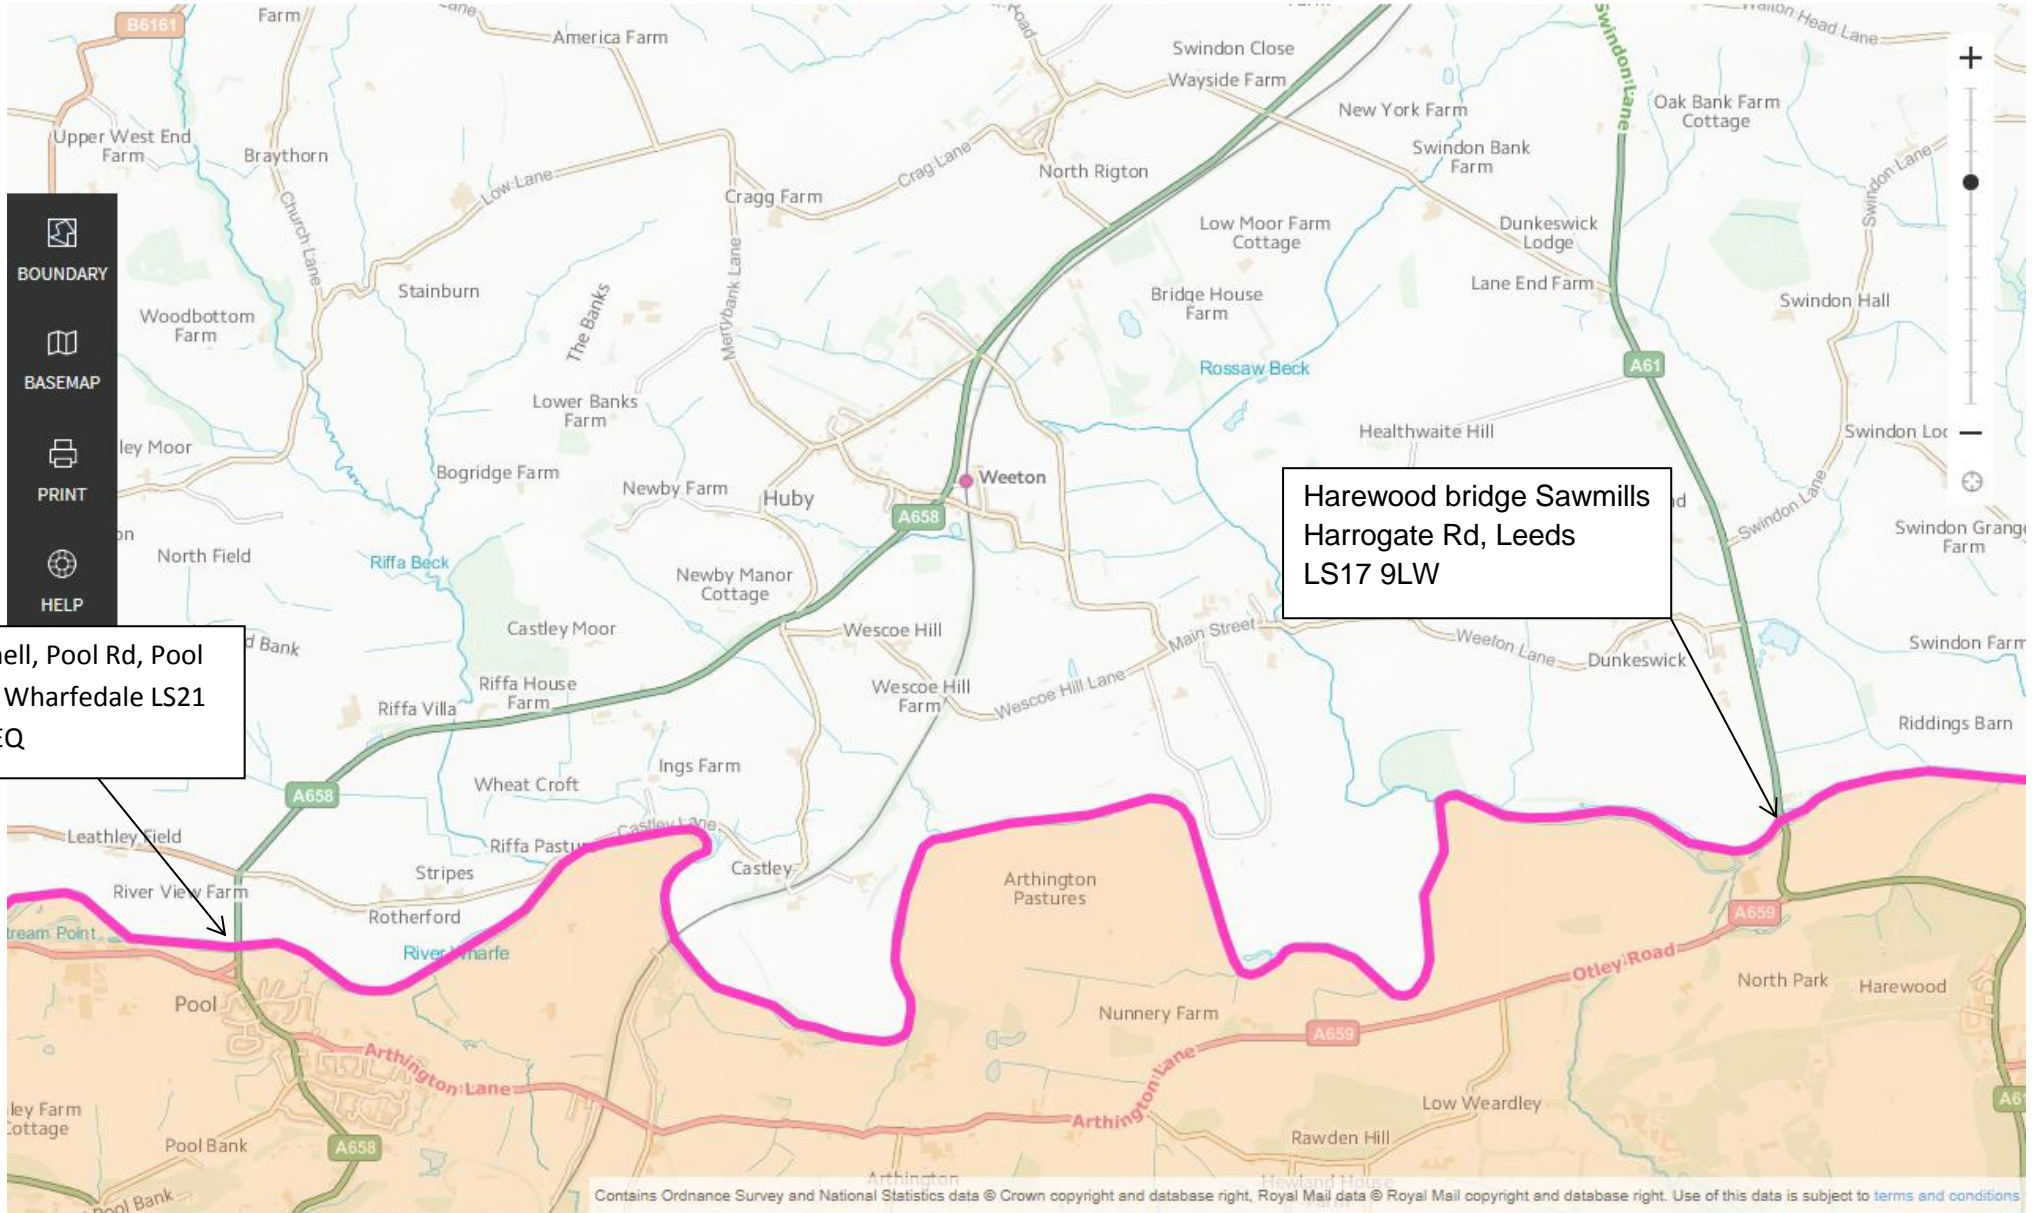 B6161
Farm
America Farm
Swindon Close
Wayside Farm
Swindon Lane
Walton Head Lane
New York Farm
Oak Bank Farm
Cottage
Upper West End
Farm
Braythorn
Low Lane
Cragg Farm
Crag Lane
North Rigton
Swindon Bank
Farm
Swindon Lane
Church Lane
Merrybank Lane
Low Moor Farm
Cottage
Dunkeswick
Lodge
BOUNDARY
Stainburn
The Banks
Bridge House
Farm
Lane End Farm
Swindon Hall
Woodbottom
Farm
BASEMAP
Rossaw Beck
A61
Lower Banks
Farm
ley Moor
Healthwaite Hill
Bogridge Farm
Newby Farm
Huby
Weeton
A658
PRINT
Harewood bridge Sawmills
Harrogate Rd, Leeds
LS17 9LW
Swindon Lane
Swindon Grange
Farm
on
North Field
Riffa Beck
Newby Manor
Cottage
HELP
Castley Moor
Wescoe Hill
Main Street
Weeton Lane
Dunkeswick
Swindon Farm
d Bank
ell, Pool Rd, Pool
Wharfedale LS21
EQ
Riffa House
Farm
Riffa Villa
Wescoe Hill
Farm
Wescoe Hill Lane
Riddings Barn
A658
Wheat Croft
Ings Farm
Leathley Field
Castley Lane
Riffa Pastu
Stripes
Castley
River View Farm
Rotherford
Arthington
Pastures
A659
tream Point
River Wharfe
Otley Road
Pool
North Park
Harewood
Nunnery Farm
A659
Arthington Lane
Arthington Lane
ley Farm
Cottage
Low Weardley
A61
Pool Bank
A658
Rawden Hill
Arthington
Hewland House
Pool Bank
Contains Ordnance Survey and National Statistics data © Crown copyright and database right, Royal Mail data © Royal Mail copyright and database right. Use of this data is subject to terms and conditions